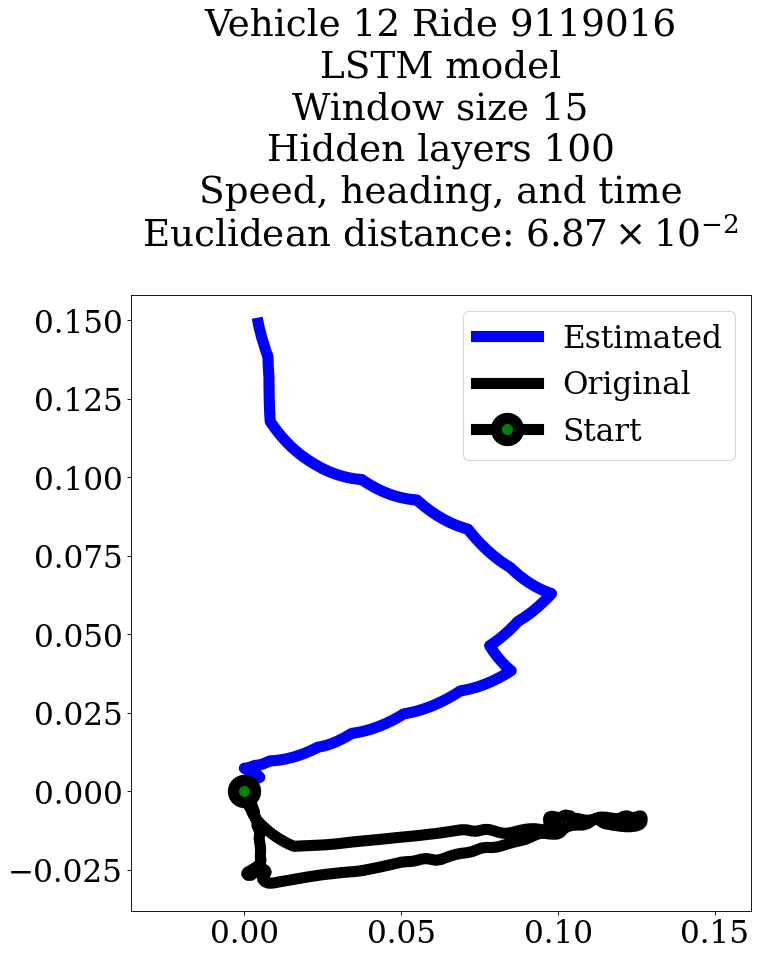 Vehicle 12 Ride 9119016
LSTM model
Window size 15
Hidden layers 100
Speed, heading, and time
Euclidean distance: 6.87 × 10⁻²
Estimated
Original
Start
0.150
0.125
0.100
0.075
0.050
0.025
0.000
−0.025
0.00 0.05 0.10 0.15